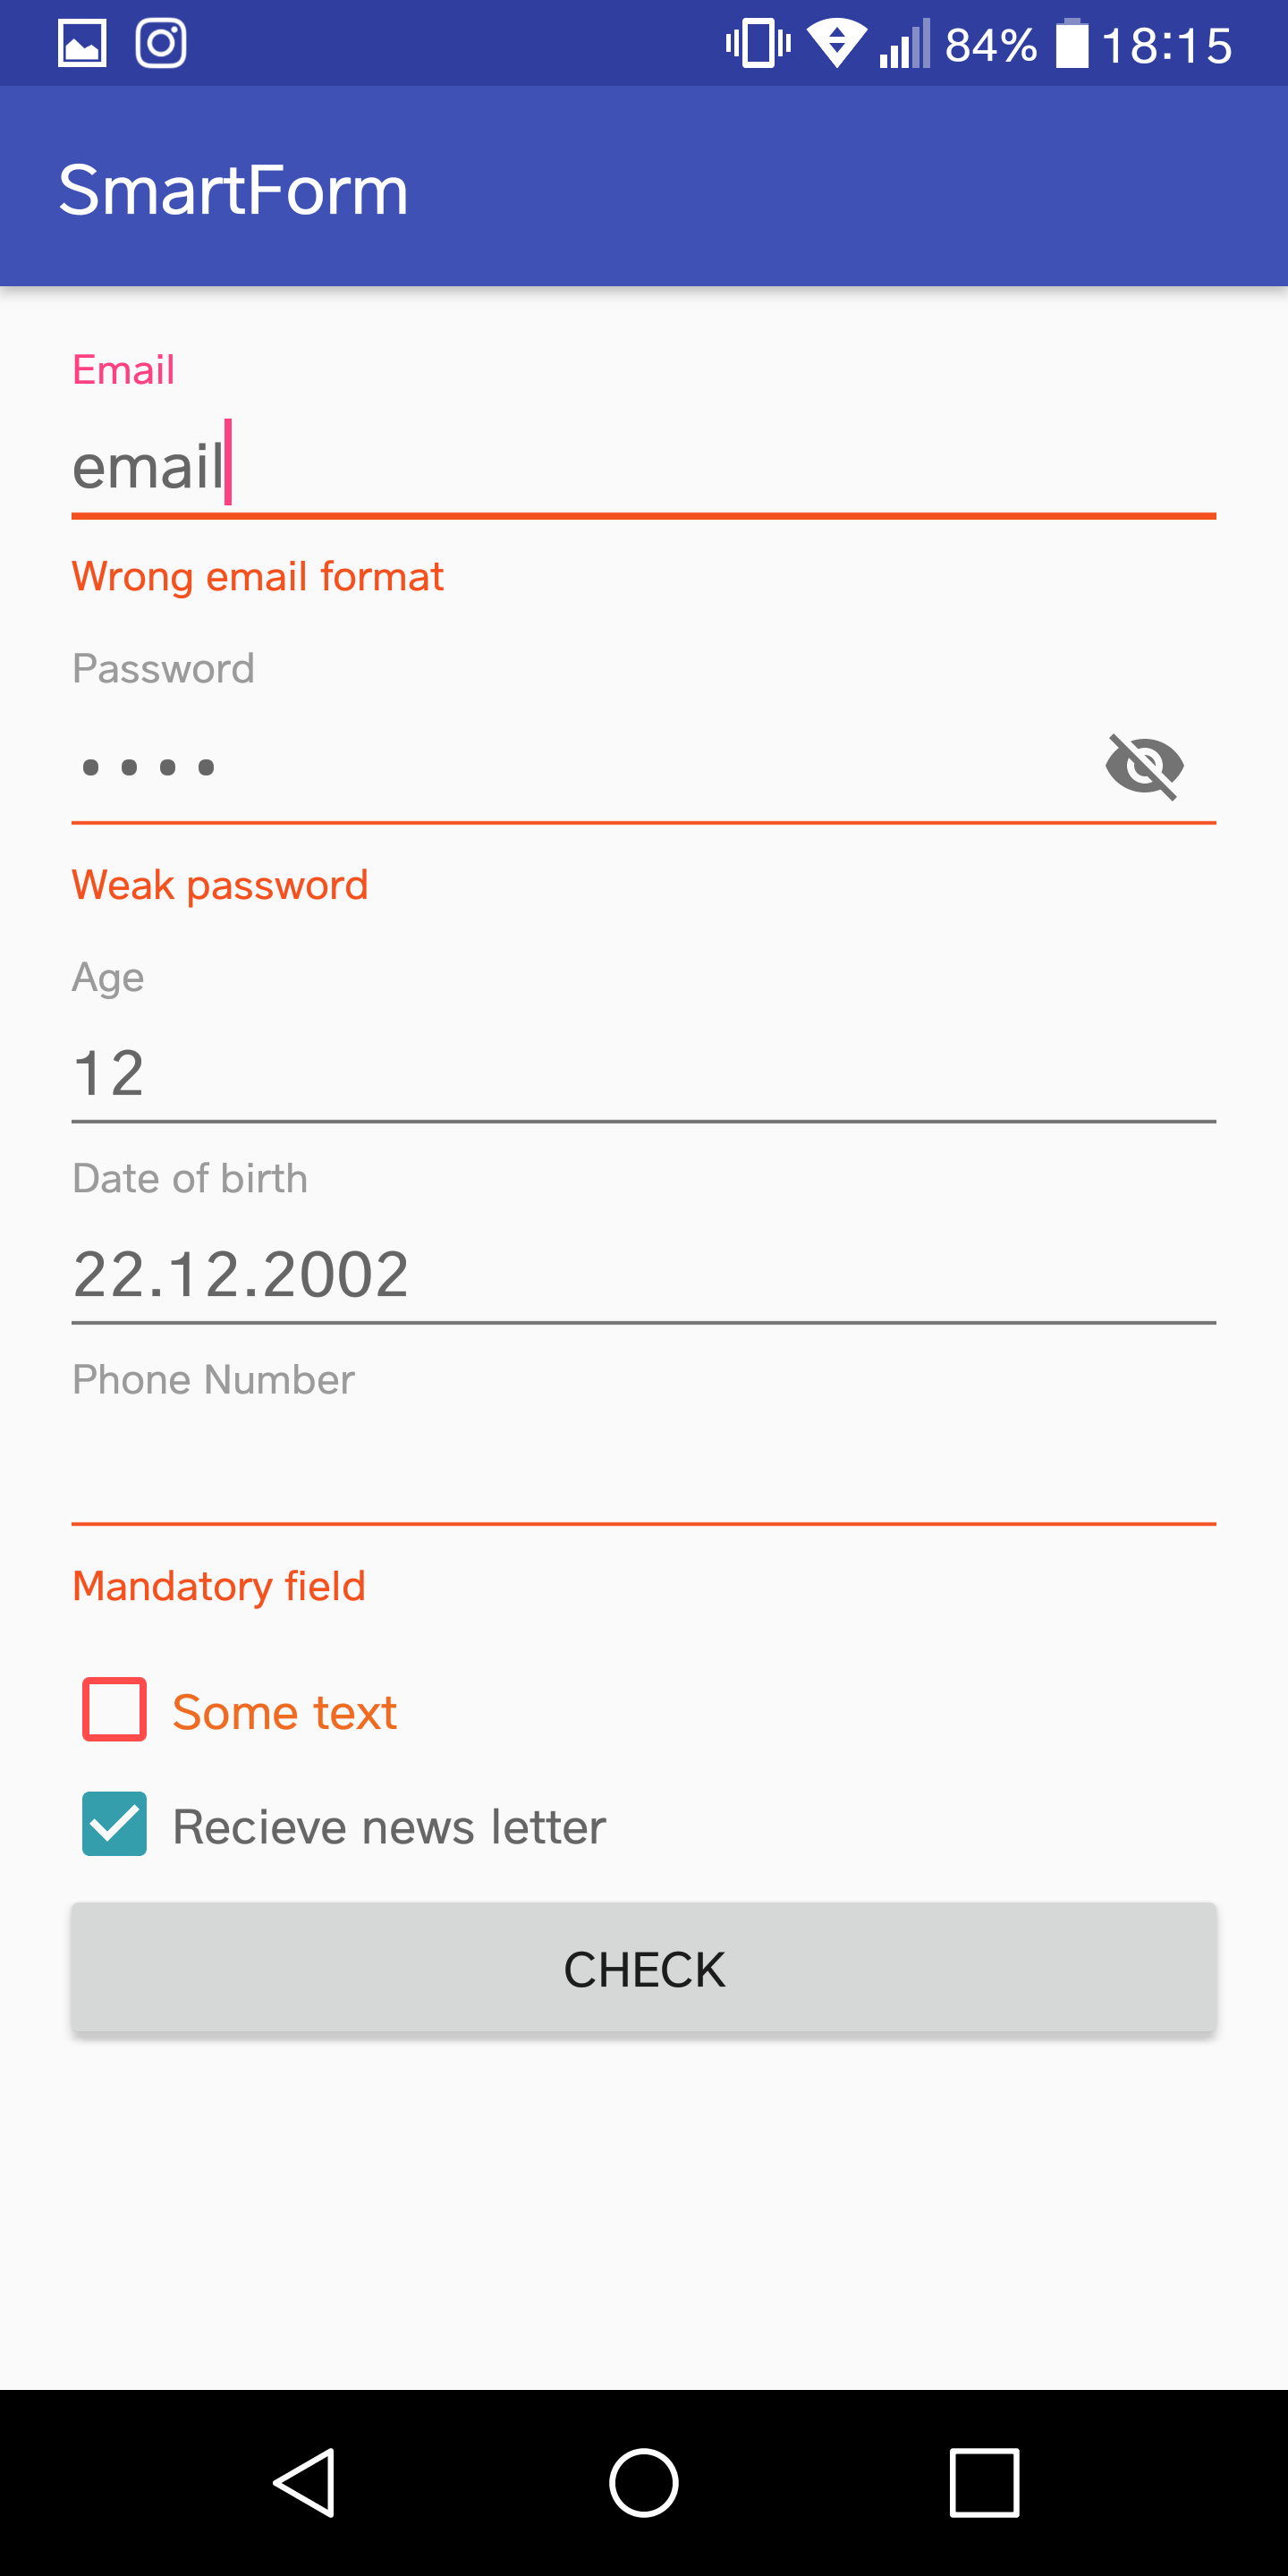 84% 18:15
SmartForm
Email
email
Wrong email format
Password
••••
Weak password
Age
12
Date of birth
22.12.2002
Phone Number
Mandatory field
Some text
Recieve news letter
CHECK